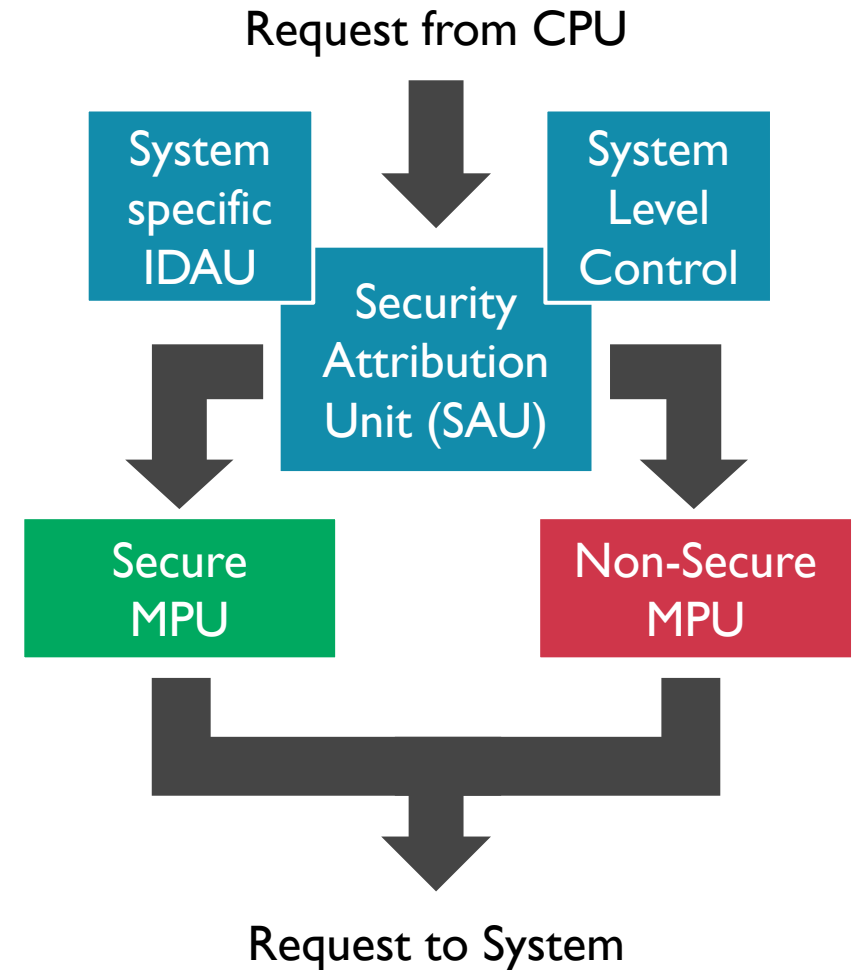 Request from CPU
System
specific
IDAU
System
Level
Control
Security
Attribution
Unit (SAU)
Secure
MPU
Non-Secure
MPU
Request to System